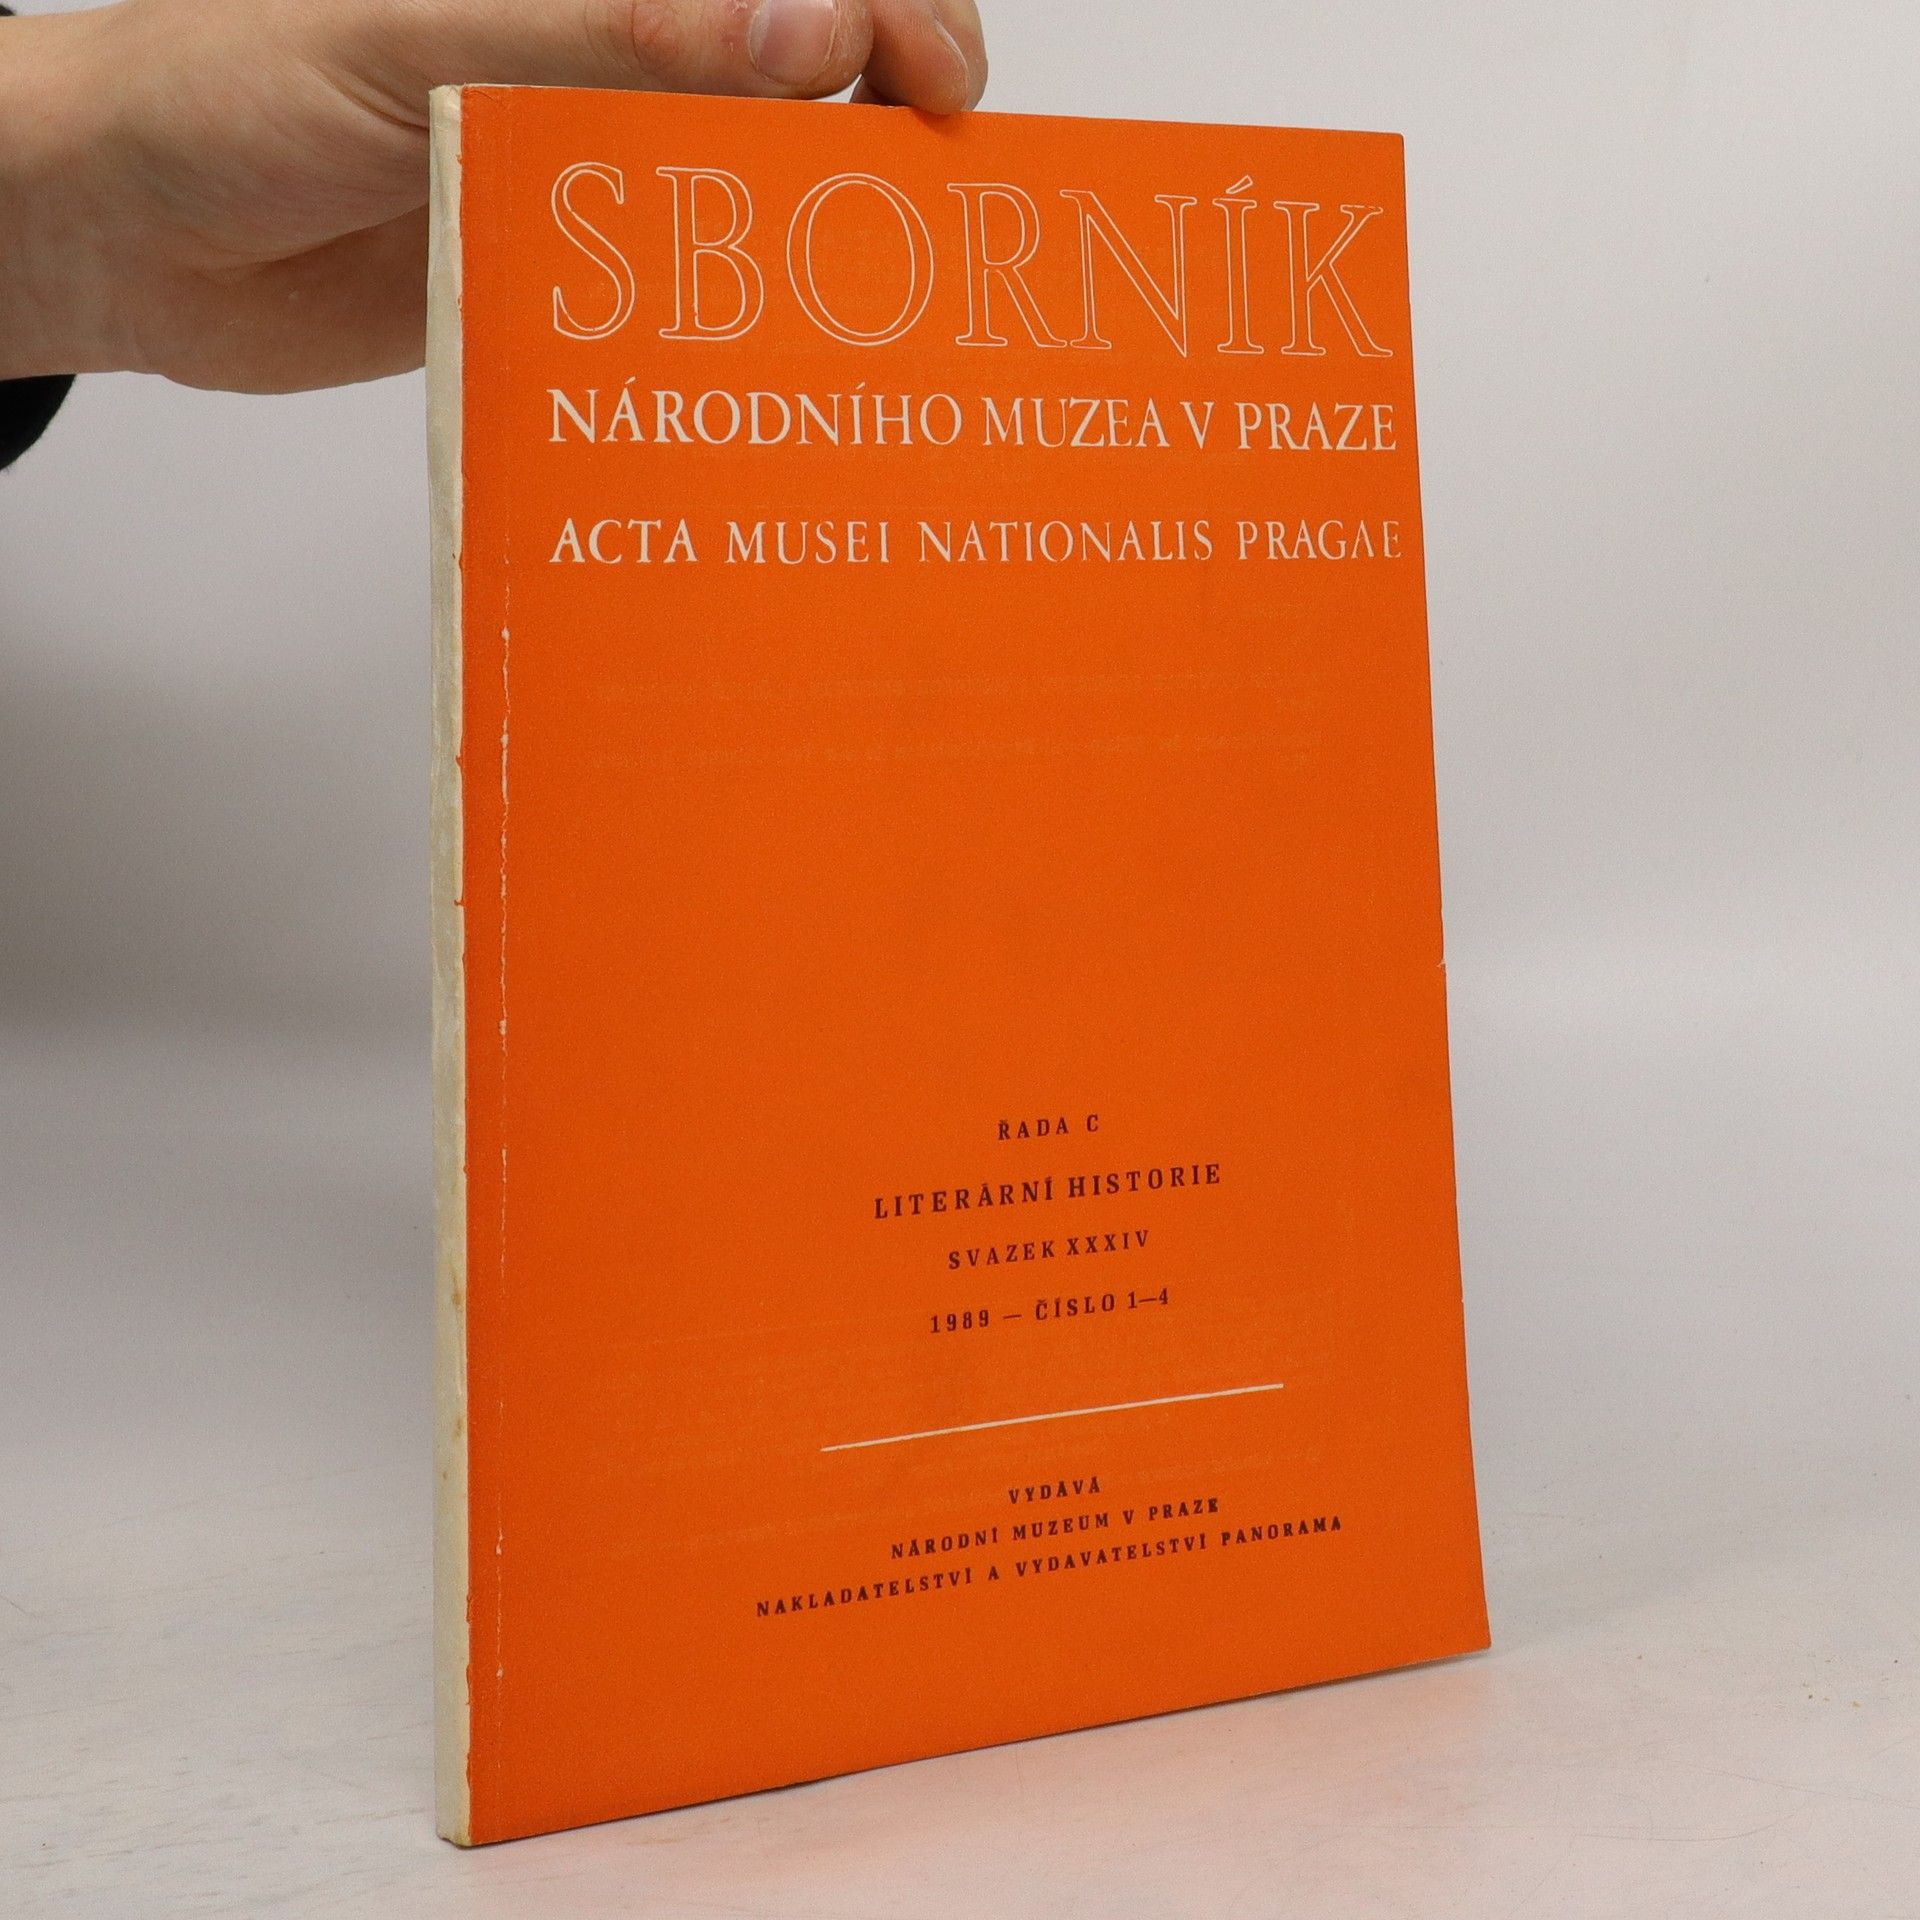 SBORNÍK
NÁRODNÍHO MUZEA V PRAZE
ACTA MUSEI NATIONALIS PRAGAE
ŘADA C
LITERÁRNÍ HISTORIE
SVAZEK XXXIV
1989 — ČÍSLO 1—4
VYDÁVÁ
NÁRODNÍ MUZEUM V PRAZE
NAKLADATELSTVÍ A VYDAVATELSTVÍ PANORAMA